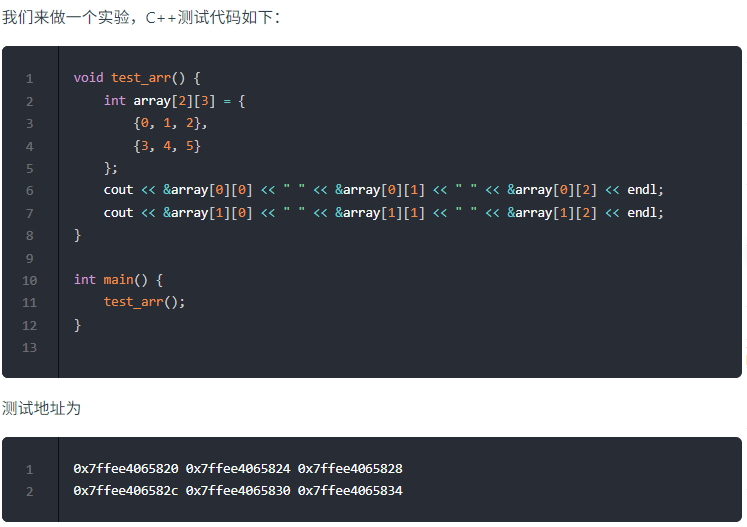 我们来做一个实验，C++测试代码如下：
1 void test_arr() {
2     int array[2][3] = {
3         {0, 1, 2},
4         {3, 4, 5}
5     };
6     cout << &array[0][0] << " " << &array[0][1] << " " << &array[0][2] << endl;
7     cout << &array[1][0] << " " << &array[1][1] << " " << &array[1][2] << endl;
8 }
9
10 int main() {
11     test_arr();
12 }
13
测试地址为
1 0x7ffee4065820 0x7ffee4065824 0x7ffee4065828
2 0x7ffee406582c 0x7ffee4065830 0x7ffee4065834